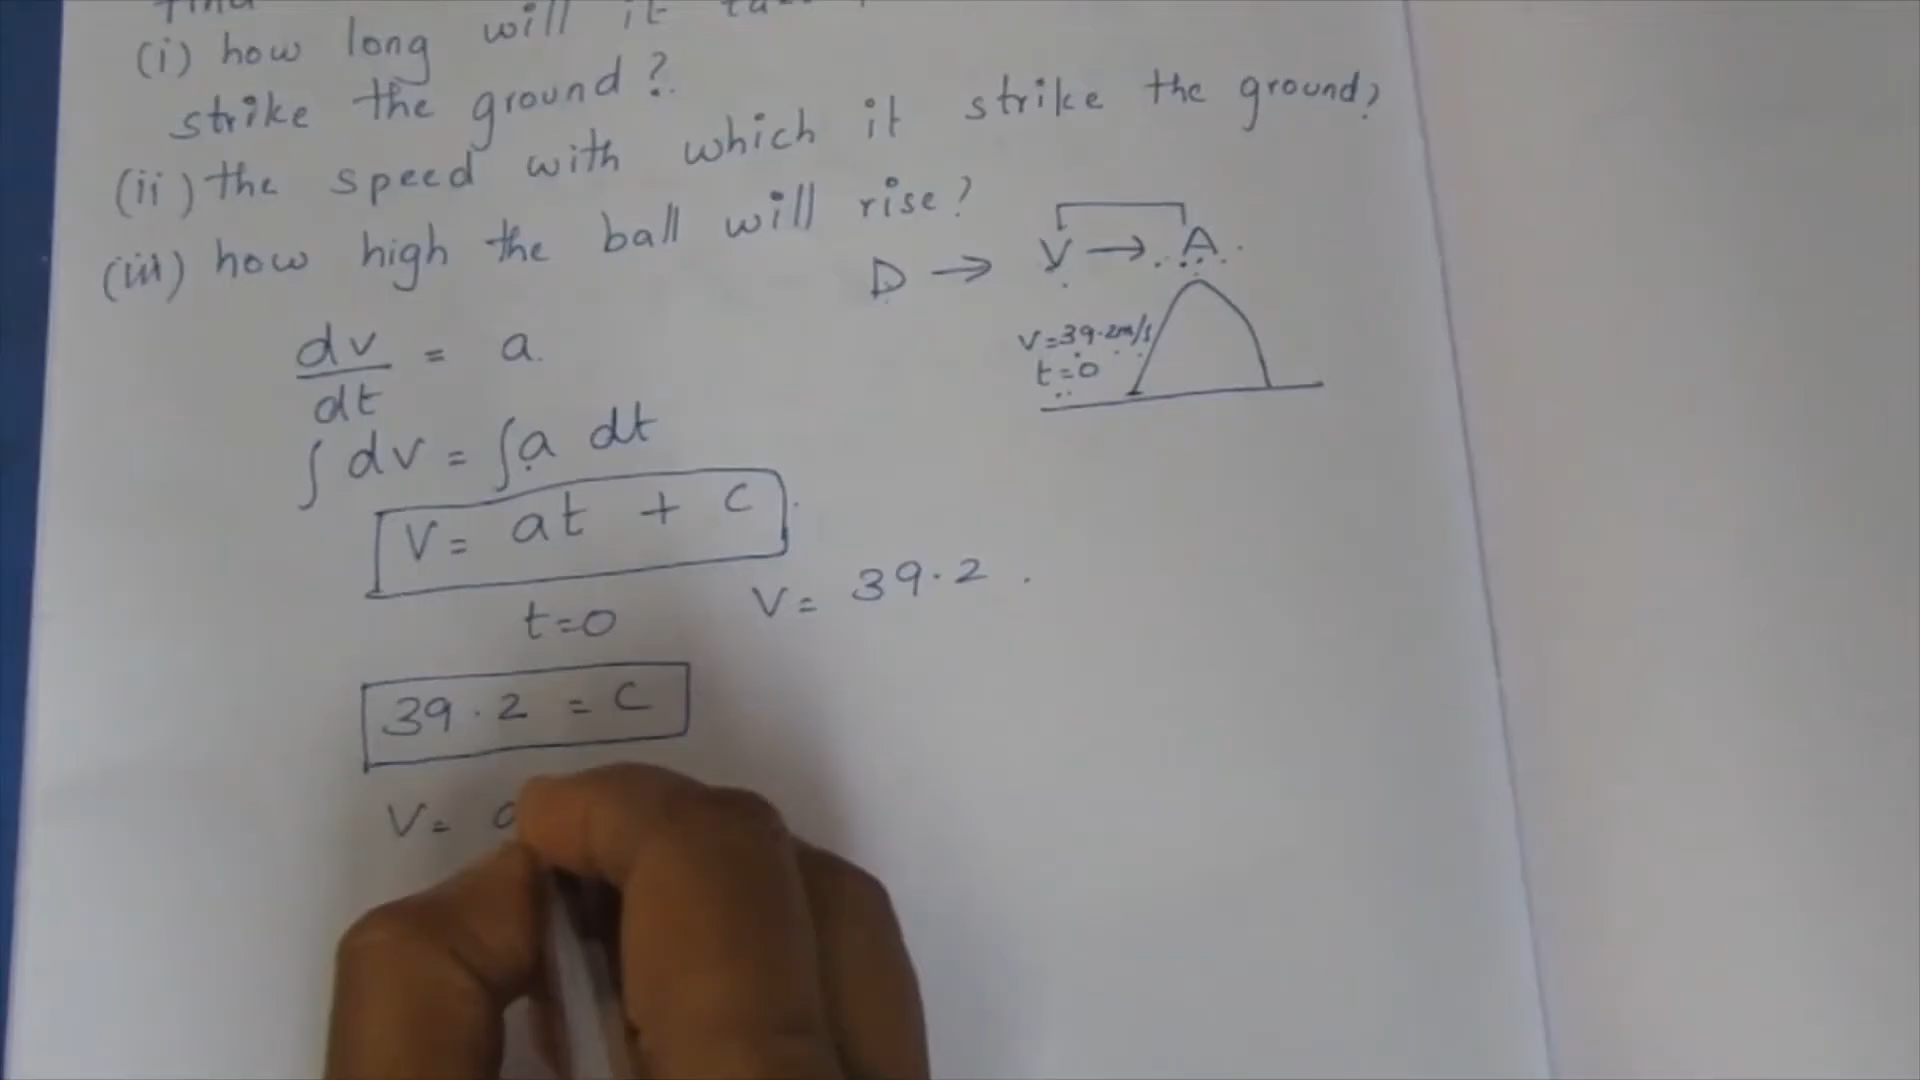 (i) how long will it
strike the ground?
(ii) the speed with which it strike the ground?
(iii) how high the ball will rise?
D → V → A
V=39.2m/s
t=0
dv/dt = a
∫ dv = ∫ a dt
V = at + c
t=0 V= 39.2
39.2 = c
V=